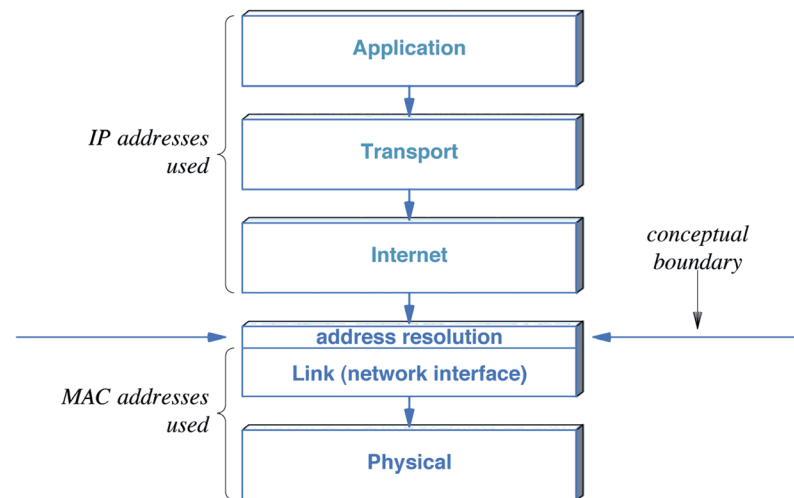 Application
IP addresses
used
Transport
Internet
conceptual
boundary
address resolution
Link (network interface)
MAC addresses
used
Physical